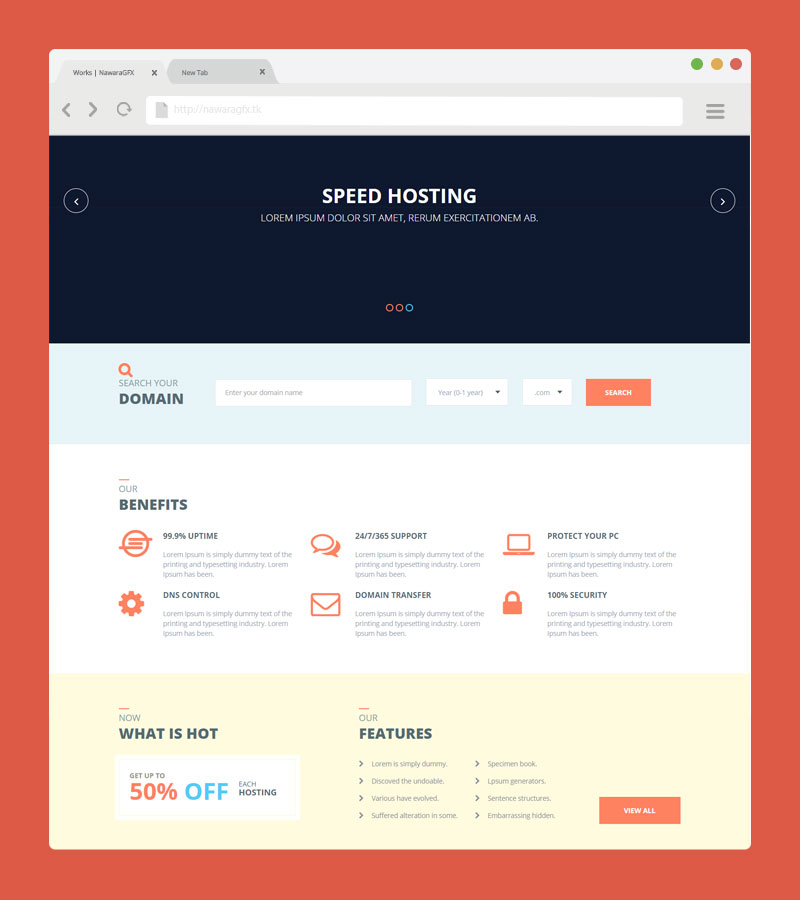 Works | NawaraGFX
New Tab
http://nawaragfx.tk
SPEED HOSTING
LOREM IPSUM DOLOR SIT AMET, RERUM EXERCITATIONEM AB.
SEARCH YOUR
DOMAIN
Enter your domain name
Year (0-1 year)
.com
SEARCH
OUR
BENEFITS
99.9% UPTIME
Lorem Ipsum is simply dummy text of the
printing and typesetting industry. Lorem
Ipsum has been.
24/7/365 SUPPORT
Lorem Ipsum is simply dummy text of the
printing and typesetting industry. Lorem
Ipsum has been.
PROTECT YOUR PC
Lorem Ipsum is simply dummy text of the
printing and typesetting industry. Lorem
Ipsum has been.
DNS CONTROL
Lorem Ipsum is simply dummy text of the
printing and typesetting industry. Lorem
Ipsum has been.
DOMAIN TRANSFER
Lorem Ipsum is simply dummy text of the
printing and typesetting industry. Lorem
Ipsum has been.
100% SECURITY
Lorem Ipsum is simply dummy text of the
printing and typesetting industry. Lorem
Ipsum has been.
NOW
WHAT IS HOT
GET UP TO
50% OFF
EACH
HOSTING
OUR
FEATURES
Lorem is simply dummy.
Discoved the undoable.
Various have evolved.
Suffered alteration in some.
Specimen book.
Lpsum generators.
Sentence structures.
Embarrassing hidden.
VIEW ALL